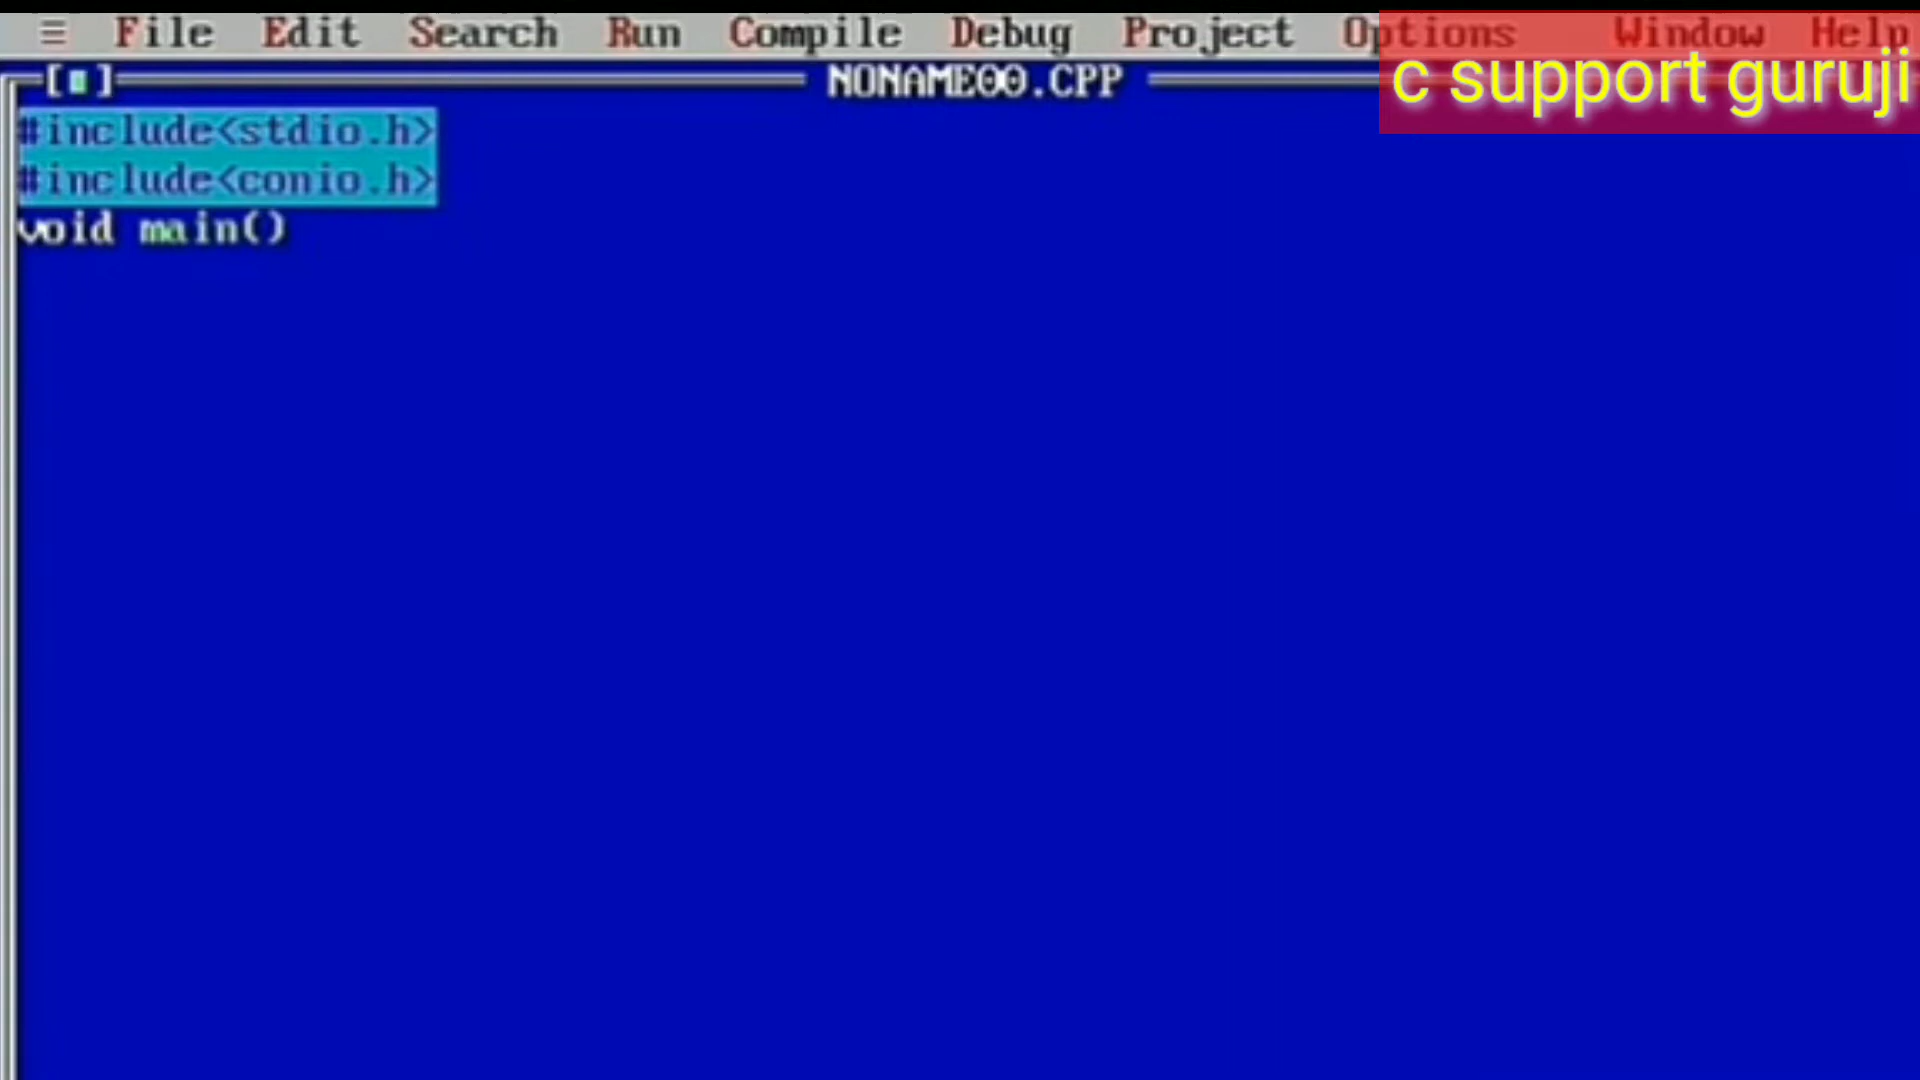 ≡ File Edit Search Run Compile Debug Project Options Window Help
[▪] NONAME00.CPP
c support guruji
#include<stdio.h>
#include<conio.h>
void main()